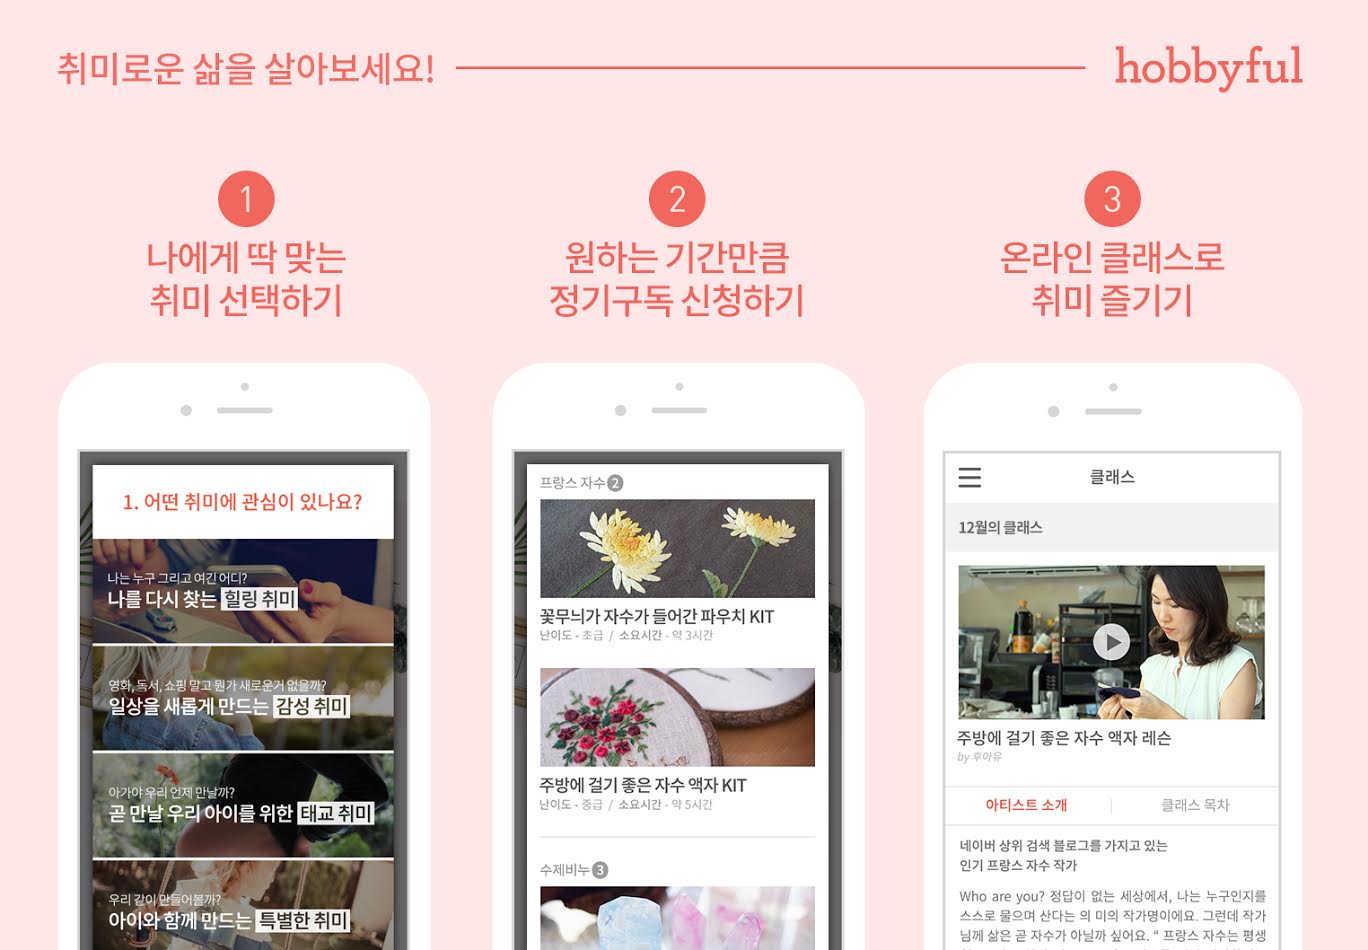 취미로운 삶을 살아보세요!
hobbyful
1
나에게 딱 맞는
취미 선택하기
1. 어떤 취미에 관심이 있나요?
나는 누구 그리고 여긴 어디?
나를 다시 찾는 힐링 취미
영화, 독서, 쇼핑 말고 뭔가 새로운거 없을까?
일상을 새롭게 만드는 감성 취미
아가야 우리 언제 만날까?
곧 만날 우리 아이를 위한 태교 취미
우리 같이 만들어볼까?
아이와 함께 만드는 특별한 취미
2
원하는 기간만큼
정기구독 신청하기
프랑스 자수 2
꽃무늬가 자수가 들어간 파우치 KIT
난이도 - 초급 / 소요시간 - 약 3시간
주방에 걸기 좋은 자수 액자 KIT
난이도 - 중급 / 소요시간 - 약 5시간
수제비누 3
3
온라인 클래스로
취미 즐기기
클래스
12월의 클래스
주방에 걸기 좋은 자수 액자 레슨
by 후아유
아티스트 소개
클래스 목차
네이버 상위 검색 블로그를 가지고 있는
인기 프랑스 자수 작가
Who are you? 정답이 없는 세상에서, 나는 누구인지를
스스로 물으며 산다는 의 미의 작가명이에요. 그런데 작가
님께 삶은 곧 자수가 아닐까 싶어요. “ 프랑스 자수는 평생